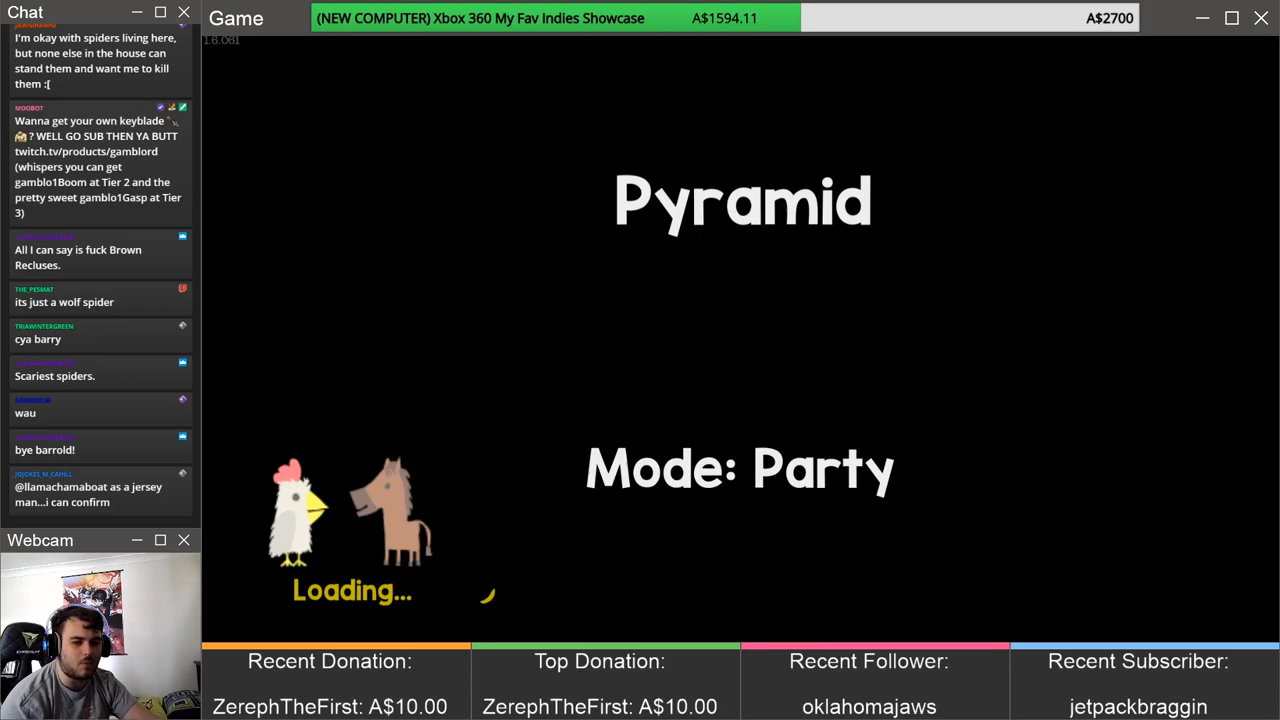 Chat
Game
(NEW COMPUTER) Xbox 360 My Fav Indies Showcase A$1594.11 A$2700
1.6.061
I'm okay with spiders living here,
but none else in the house can
stand them and want me to kill
them :[
MOOBOT
Wanna get your own keyblade
? WELL GO SUB THEN YA BUTT
twitch.tv/products/gamblord
(whispers you can get
gamblo1Boom at Tier 2 and the
pretty sweet gamblo1Gasp at Tier
3)
All I can say is fuck Brown
Recluses.
THE_PESMAT
its just a wolf spider
TRIAWINTERGREEN
cya barry
Scariest spiders.
wau
bye barrold!
JOJOKES_M_CAHILL
@llamachamaboat as a jersey
man...i can confirm
Webcam
Pyramid
Mode: Party
Loading...
Recent Donation:
ZerephTheFirst: A$10.00
Top Donation:
ZerephTheFirst: A$10.00
Recent Follower:
oklahomajaws
Recent Subscriber:
jetpackbraggin